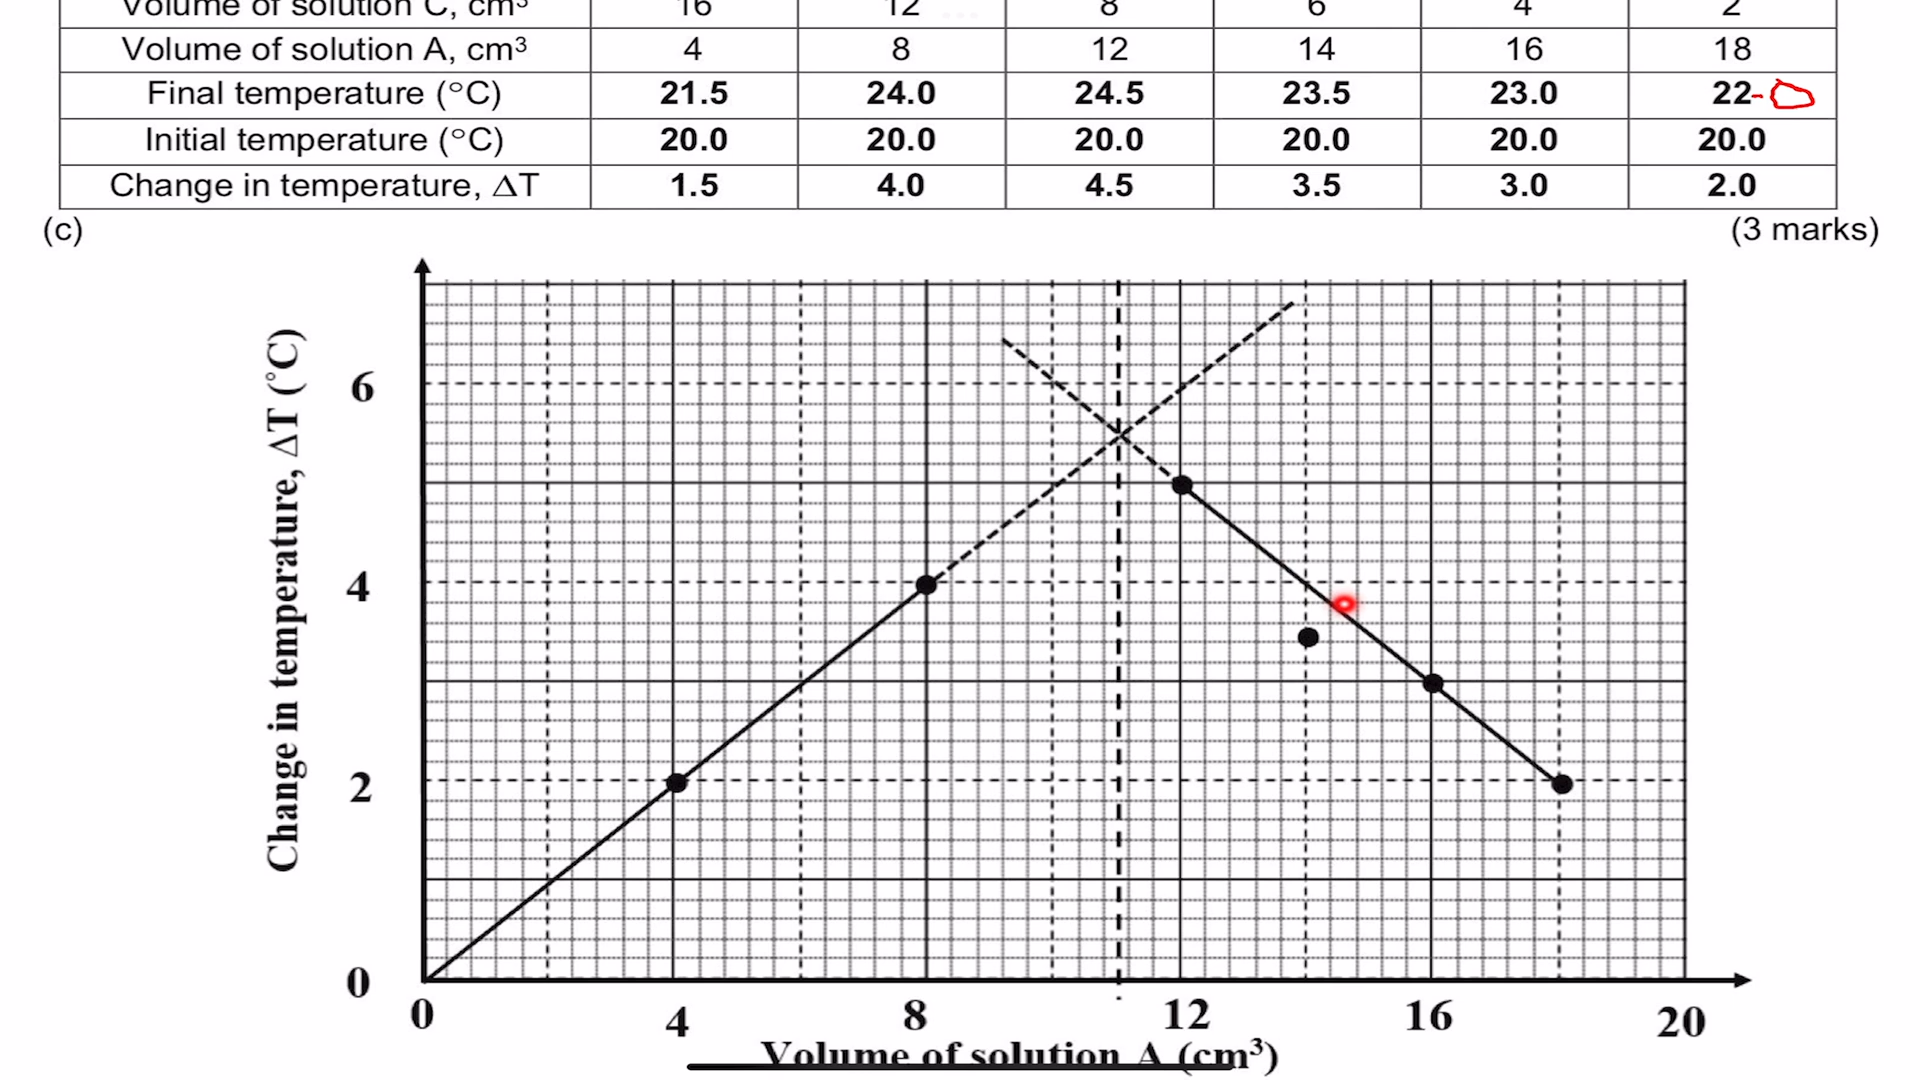 Volume of solution C, cm³ 16 12 8 6 4 2
Volume of solution A, cm³ 4 8 12 14 16 18
Final temperature (°C) 21.5 24.0 24.5 23.5 23.0 22-0
Initial temperature (°C) 20.0 20.0 20.0 20.0 20.0 20.0
Change in temperature, ΔT 1.5 4.0 4.5 3.5 3.0 2.0
(c) (3 marks)
Change in temperature, ΔT (°C)
6
4
2
0
0 4 8 12 16 20
Volume of solution A (cm³)